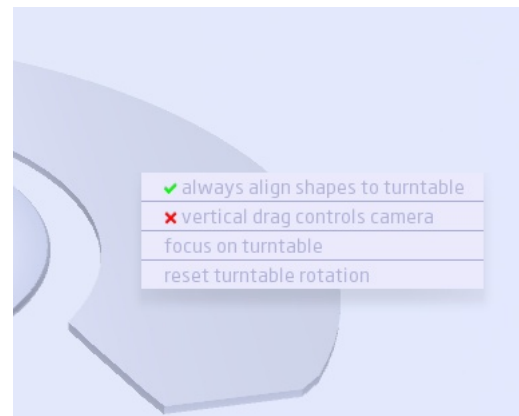 always align shapes to turntable
vertical drag controls camera
focus on turntable
reset turntable rotation